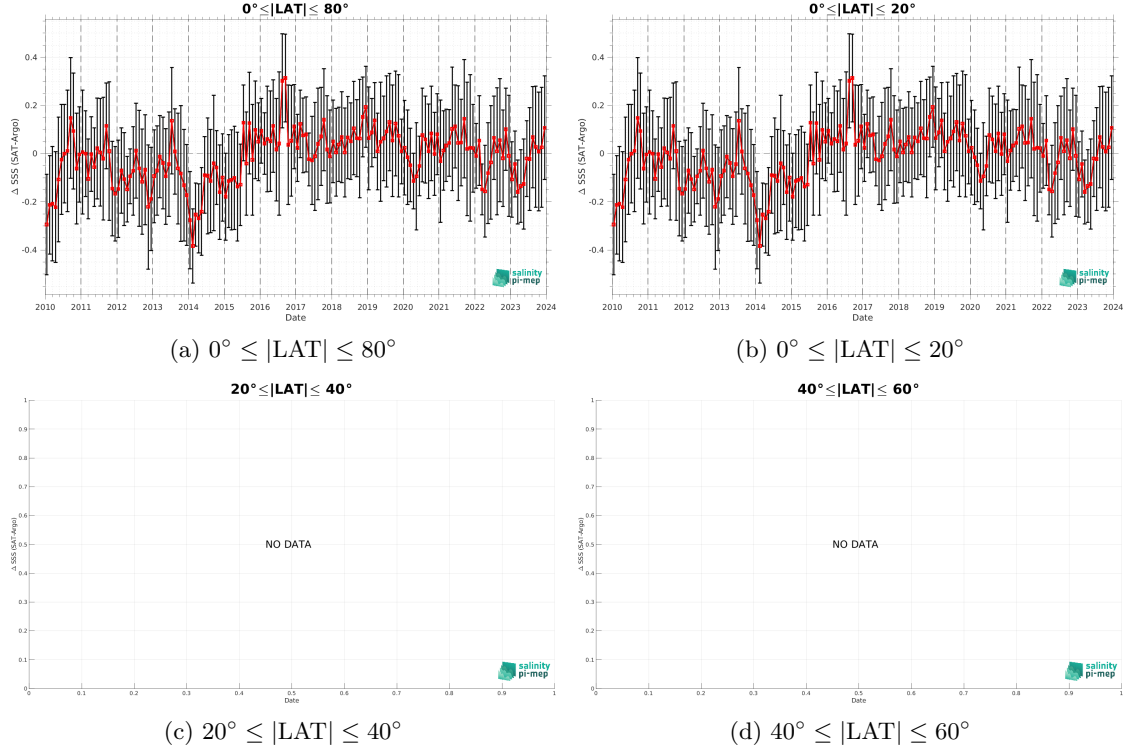 0°≤|LAT|≤ 80°
Δ SSS (SAT-Argo)
0.4
0.2
0
-0.2
-0.4
2010 2011 2012 2013 2014 2015 2016 2017 2018 2019 2020 2021 2022 2023 2024
Date
salinity
pi-mep
(a) 0° ≤ |LAT| ≤ 80°
0°≤|LAT|≤ 20°
Δ SSS (SAT-Argo)
0.4
0.2
0
-0.2
-0.4
2010 2011 2012 2013 2014 2015 2016 2017 2018 2019 2020 2021 2022 2023 2024
Date
salinity
pi-mep
(b) 0° ≤ |LAT| ≤ 20°
20°≤|LAT|≤ 40°
Δ SSS (SAT-Argo)
1
0.9
0.8
0.7
0.6
0.5
0.4
0.3
0.2
0.1
0
NO DATA
0 0.1 0.2 0.3 0.4 0.5 0.6 0.7 0.8 0.9 1
Date
salinity
pi-mep
(c) 20° ≤ |LAT| ≤ 40°
40°≤|LAT|≤ 60°
Δ SSS (SAT-Argo)
1
0.9
0.8
0.7
0.6
0.5
0.4
0.3
0.2
0.1
0
NO DATA
0 0.1 0.2 0.3 0.4 0.5 0.6 0.7 0.8 0.9 1
Date
salinity
pi-mep
(d) 40° ≤ |LAT| ≤ 60°